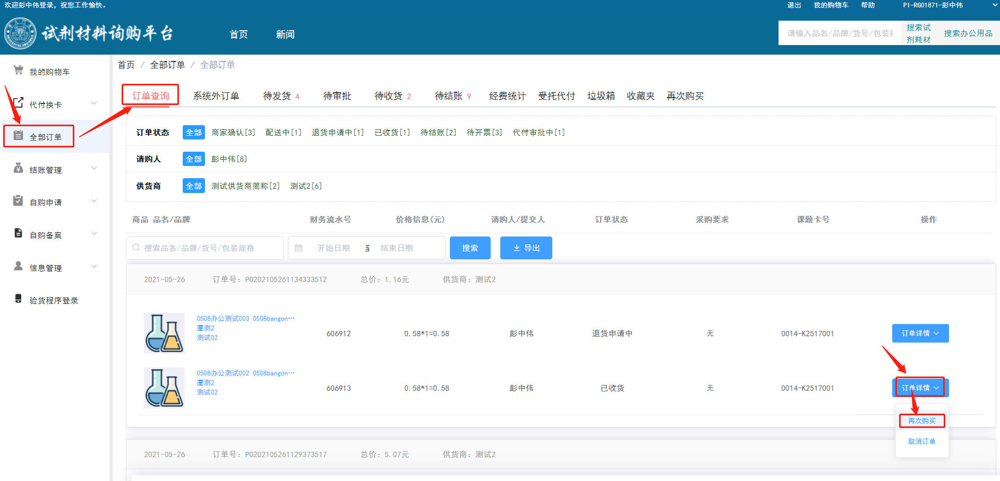 欢迎彭中伟登录，祝您工作愉快。
退出 我的购物车 帮助 PI-RG01871-彭中伟
试剂材料询购平台
首页 新闻
请输入品名/品牌/货号/包装规
搜索试
剂耗材
搜索办公用品
我的购物车
代付换卡
全部订单
结账管理
自购申请
自购备案
信息管理
验货程序登录
首页 / 全部订单 / 全部订单
订单查询 系统外订单 待发货 4 待审批 待收货 2 待结账 9 经费统计 受托代付 垃圾箱 收藏夹 再次购买
订单状态 全部 商家确认[3] 配送中[1] 退货申请中[1] 已收货[1] 待结账[2] 待开票[3] 代付审批中[1]
请购人 全部 彭中伟[8]
供货商 全部 测试供货商简称[2] 测试2[6]
商品 品名/品牌 财务流水号 价格信息(元) 请购人/提交人 订单状态 采购要求 课题卡号 操作
搜索品名/品牌/货号/包装规格 开始日期 至 结束日期 搜索 导出
2021-05-26 订单号: PO202105261134333512 总价: 1.16元 供货商: 测试2
0508办公测试003 0508bangon…
厦测2
测试02
606912 0.58*1=0.58 彭中伟 退货申请中 无 0014-K2517001 订单详情
0508办公测试002 0508bangon…
厦测2
测试02
606913 0.58*1=0.58 彭中伟 已收货 无 0014-K2517001 订单详情
再次购买
取消订单
2021-05-26 订单号: PO202105261129373517 总价: 5.07元 供货商: 测试2